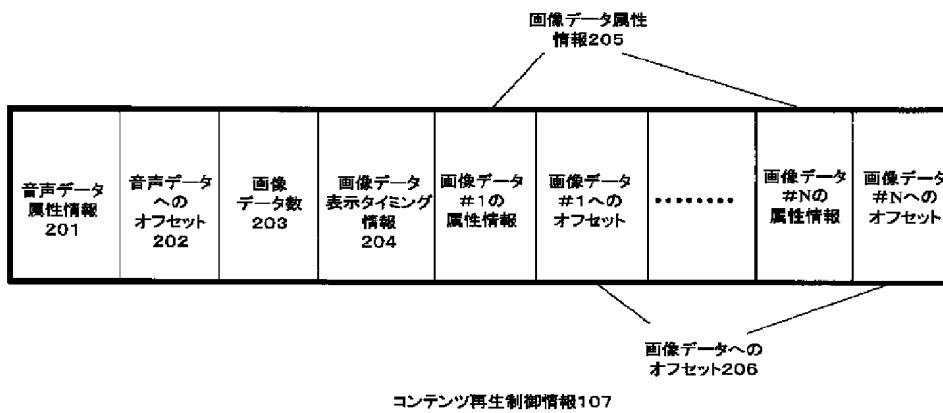 画像データ属性
情報205
音声データ
属性情報
201
音声データ
への
オフセット
202
画像
データ数
203
画像データ
表示タイミング
情報
204
画像データ
#1の
属性情報
画像データ
#1への
オフセット
••••••••
画像データ
#Nの
属性情報
画像データ
#Nへの
オフセット
画像データへの
オフセット206
コンテンツ再生制御情報107